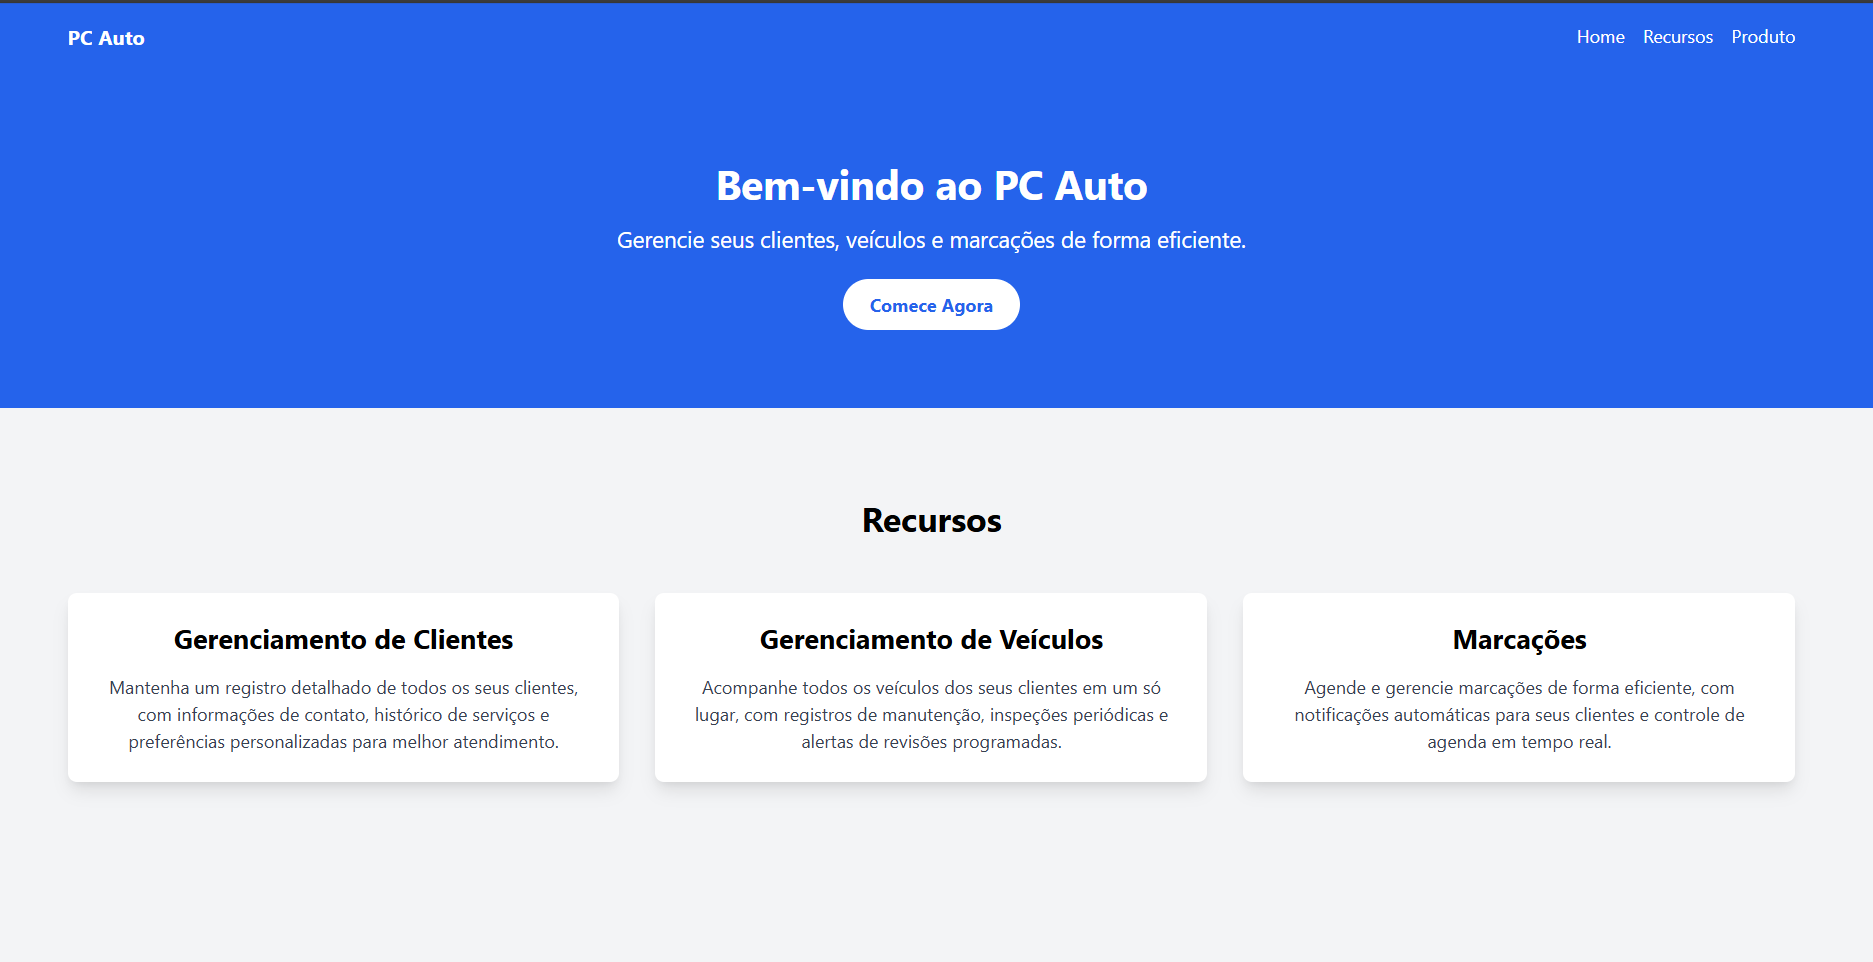 PC Auto
Home Recursos Produto
Bem-vindo ao PC Auto
Gerencie seus clientes, veículos e marcações de forma eficiente.
Comece Agora
Recursos
Gerenciamento de Clientes
Mantenha um registro detalhado de todos os seus clientes,
com informações de contato, histórico de serviços e
preferências personalizadas para melhor atendimento.
Gerenciamento de Veículos
Acompanhe todos os veículos dos seus clientes em um só
lugar, com registros de manutenção, inspeções periódicas e
alertas de revisões programadas.
Marcações
Agende e gerencie marcações de forma eficiente, com
notificações automáticas para seus clientes e controle de
agenda em tempo real.